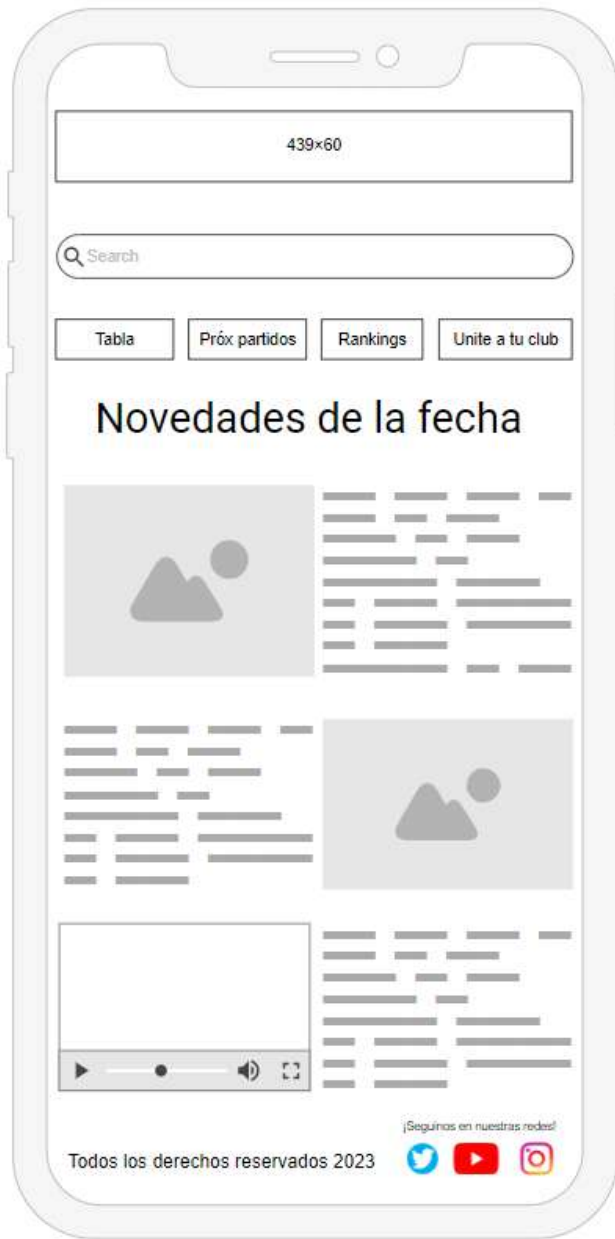 439×60
Search
Tabla
Próx partidos
Rankings
Unite a tu club
Novedades de la fecha
¡Seguinos en nuestras redes!
Todos los derechos reservados 2023